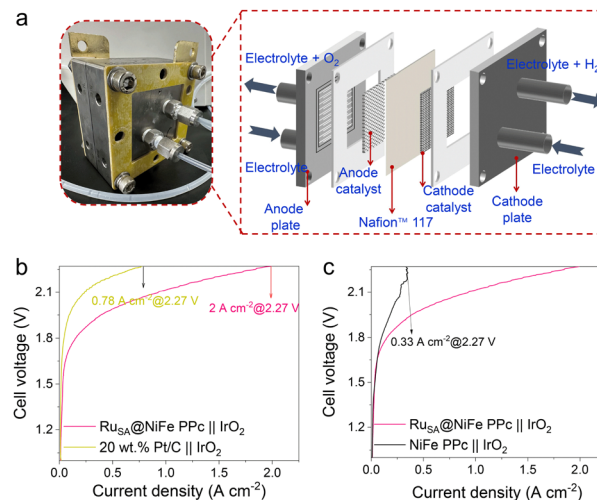 a
Electrolyte + O2
Electrolyte + H2
Electrolyte
Electrolyte
Anode
catalyst
Cathode
catalyst
Anode
plate
Nafion™ 117
Cathode
plate
b
Cell voltage (V)
2.1
1.8
1.5
1.2
0.78 A cm-2@2.27 V
2 A cm-2@2.27 V
RuSA@NiFe PPc || IrO2
20 wt.% Pt/C || IrO2
0.0 0.5 1.0 1.5 2.0
Current density (A cm-2)
c
Cell voltage (V)
2.1
1.8
1.5
1.2
0.33 A cm-2@2.27 V
RuSA@NiFe PPc || IrO2
NiFe PPc || IrO2
0.0 0.5 1.0 1.5 2.0
Current density (A cm-2)